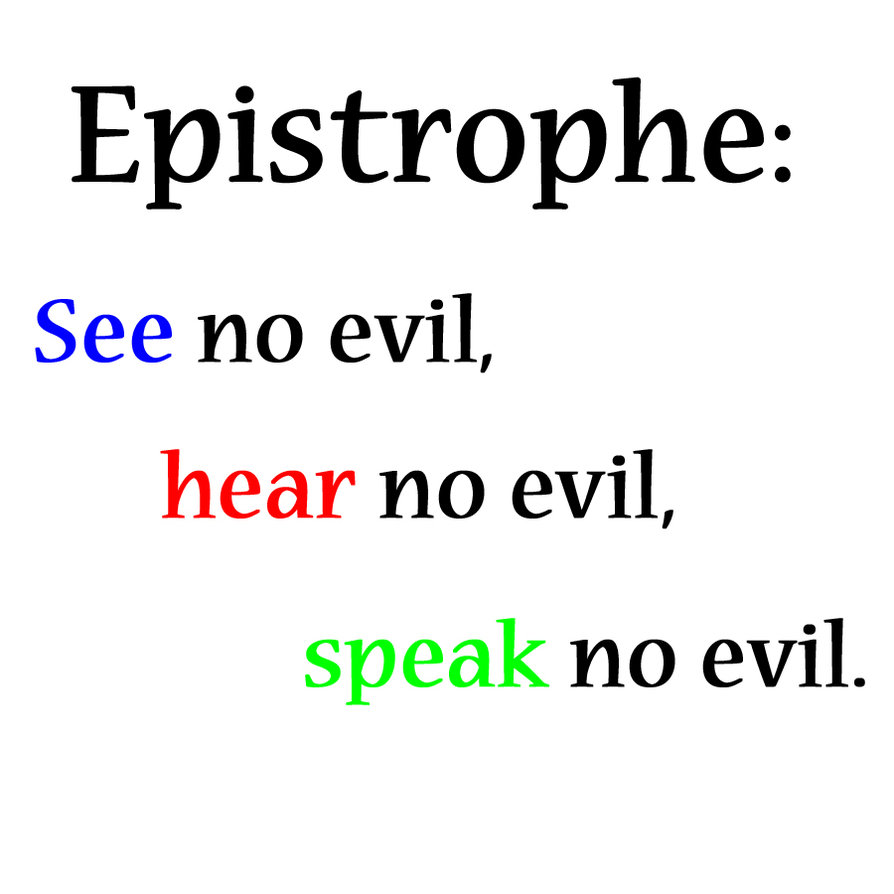 Epistrophe:
See no evil,
hear no evil,
speak no evil.